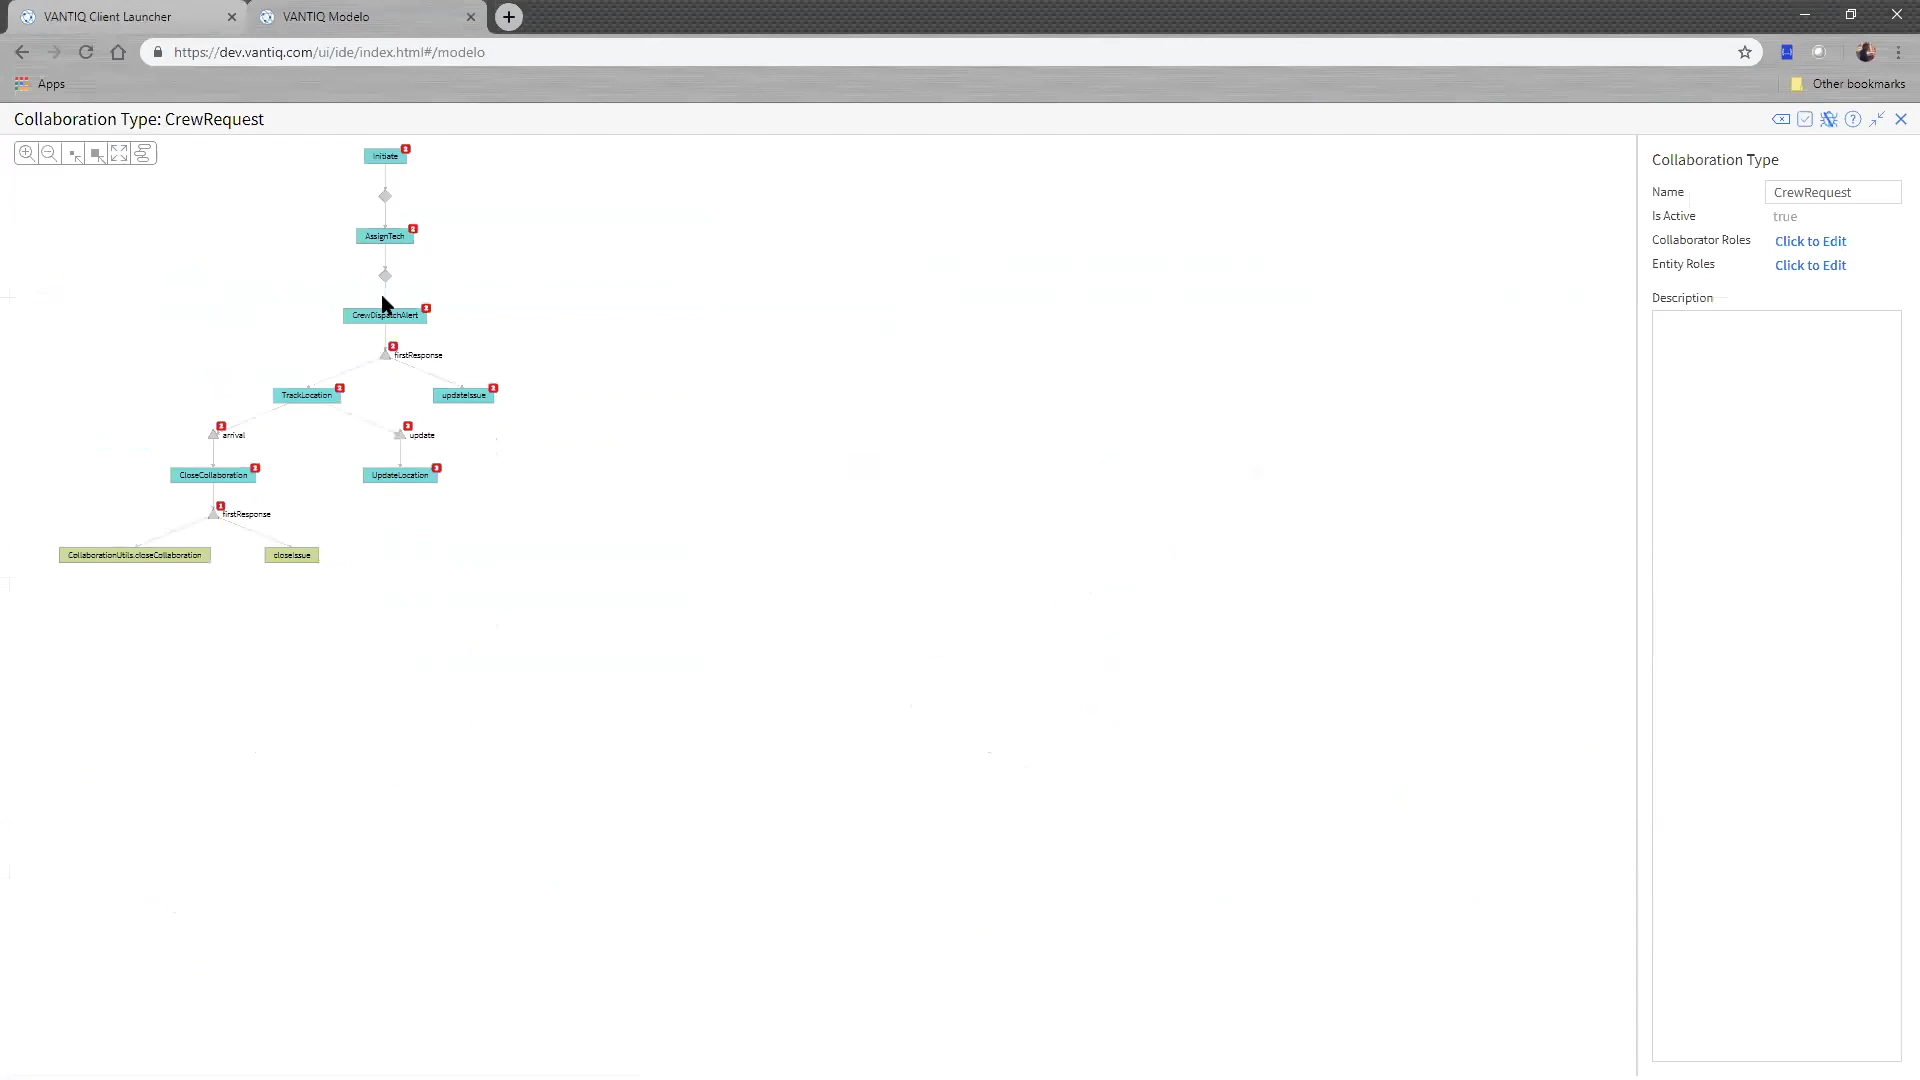 VANTIQ Client Launcher
VANTIQ Modelo
https://dev.vantiq.com/ui/ide/index.html#/modelo
Apps
Other bookmarks
Collaboration Type: CrewRequest
Initiate
AssignTech
CrewDispatchAlert
firstResponse
TrackLocation
updateIssue
arrival
update
CloseCollaboration
UpdateLocation
firstResponse
CollaborationUtils.closeCollaboration
closeIssue
Collaboration Type
Name
CrewRequest
Is Active
true
Collaborator Roles
Click to Edit
Entity Roles
Click to Edit
Description